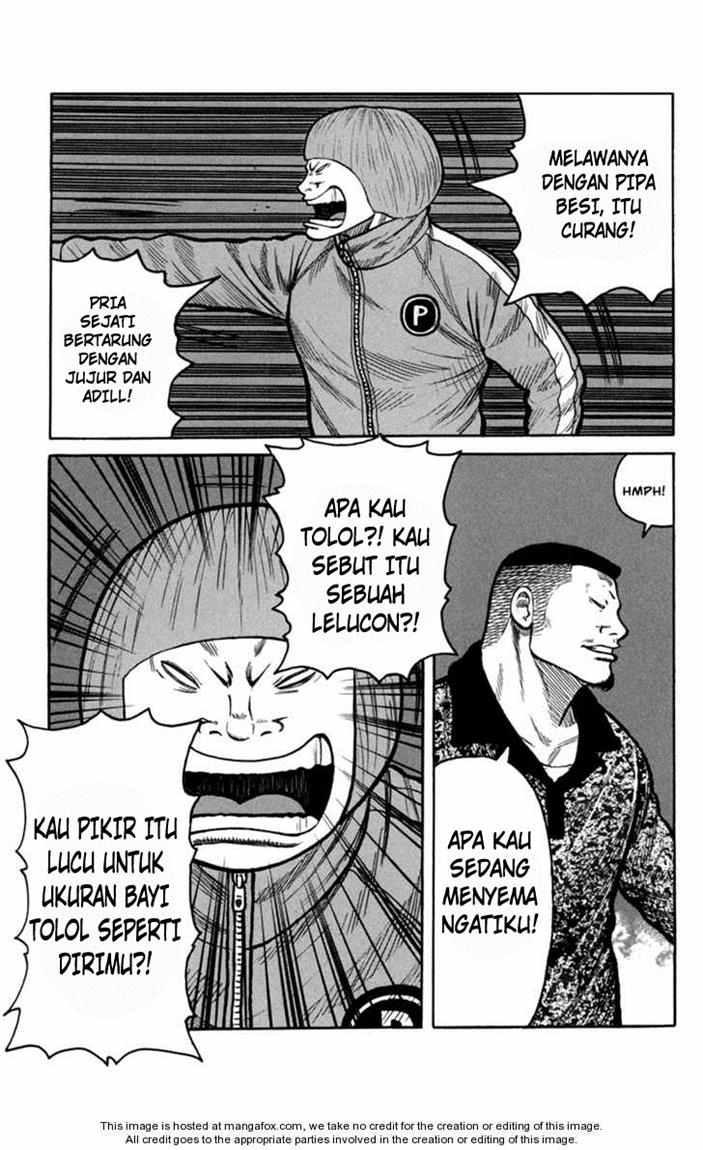 MELAWANYA
DENGAN PIPA
BESI, ITU
CURANG!
P
PRIA
SEJATI
BERTARUNG
DENGAN
JUJUR DAN
ADILL!
HMPH!
APA KAU
SEDANG
MENYEMA
NGATIKU!
APA KAU
TOLOL?! KAU
SEBUT ITU
SEBUAH
LELUCON?!
KAU PIKIR ITU
LUCU UNTUK
UKURAN BAYI
TOLOL SEPERTI
DIRIMU?!
This image is hosted at mangafox.com, we take no credit for the creation or editing of this image.
All credit goes to the appropriate parties involved in the creation or editing of this image.